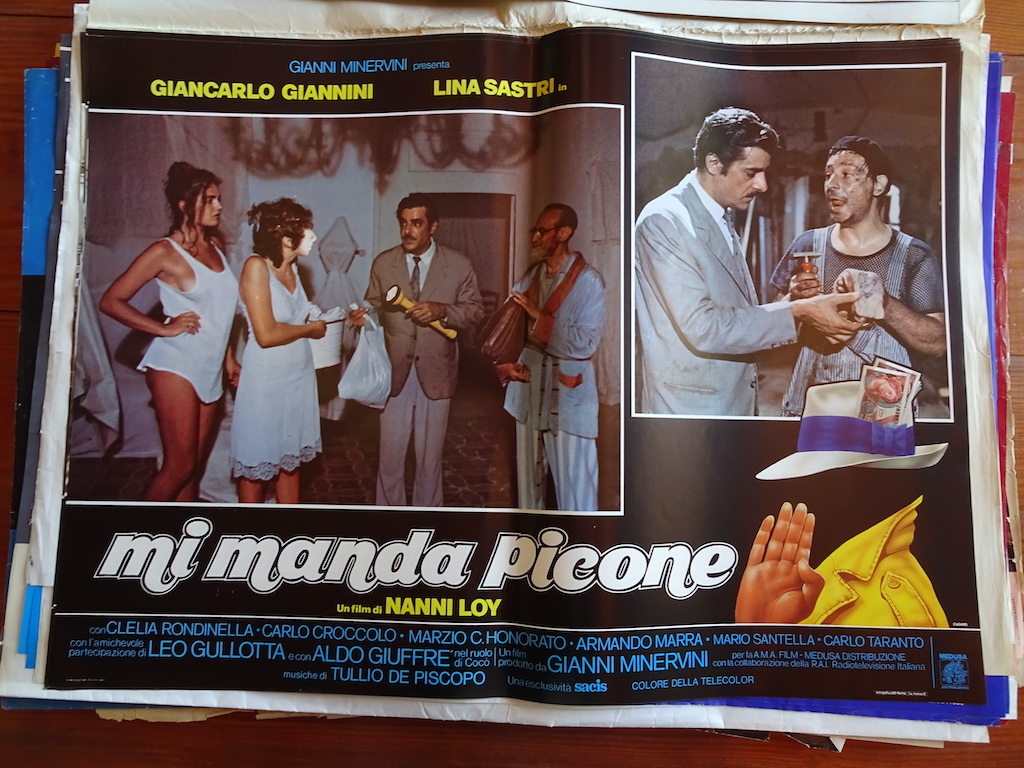 GIANNI MINERVINI presenta
GIANCARLO GIANNINI LINA SASTRI in
mi manda picone
Un film di NANNI LOY
con CLELIA RONDINELLA · CARLO CROCCOLO · MARZIO C. HONORATO · ARMANDO MARRA · MARIO SANTELLA · CARLO TARANTO
con l'amichevole partecipazione di LEO GULLOTTA e con ALDO GIUFFRE' nel ruolo di Cocò Un film prodotto da GIANNI MINERVINI per la A.M.A. FILM - MEDUSA DISTRIBUZIONE con la collaborazione della R.A.I. Radiotelevisione Italiana
musiche di TULLIO DE PISCOPO Una esclusività sacis COLORE DELLA TELECOLOR
MEDUSA